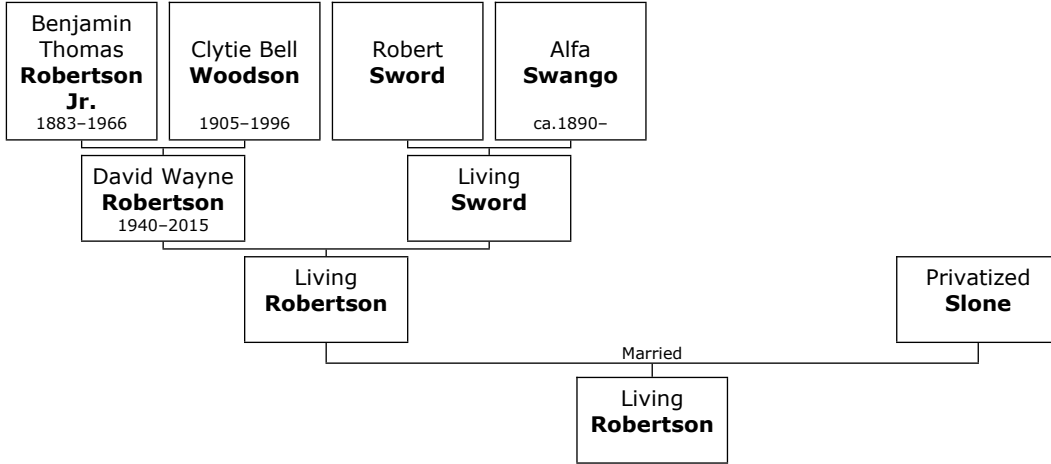 Benjamin
Thomas
Robertson
Jr.
1883–1966
Clytie Bell
Woodson
1905–1996
Robert
Sword
Alfa
Swango
ca.1890–
David Wayne
Robertson
1940–2015
Living
Sword
Living
Robertson
Privatized
Slone
Married
Living
Robertson